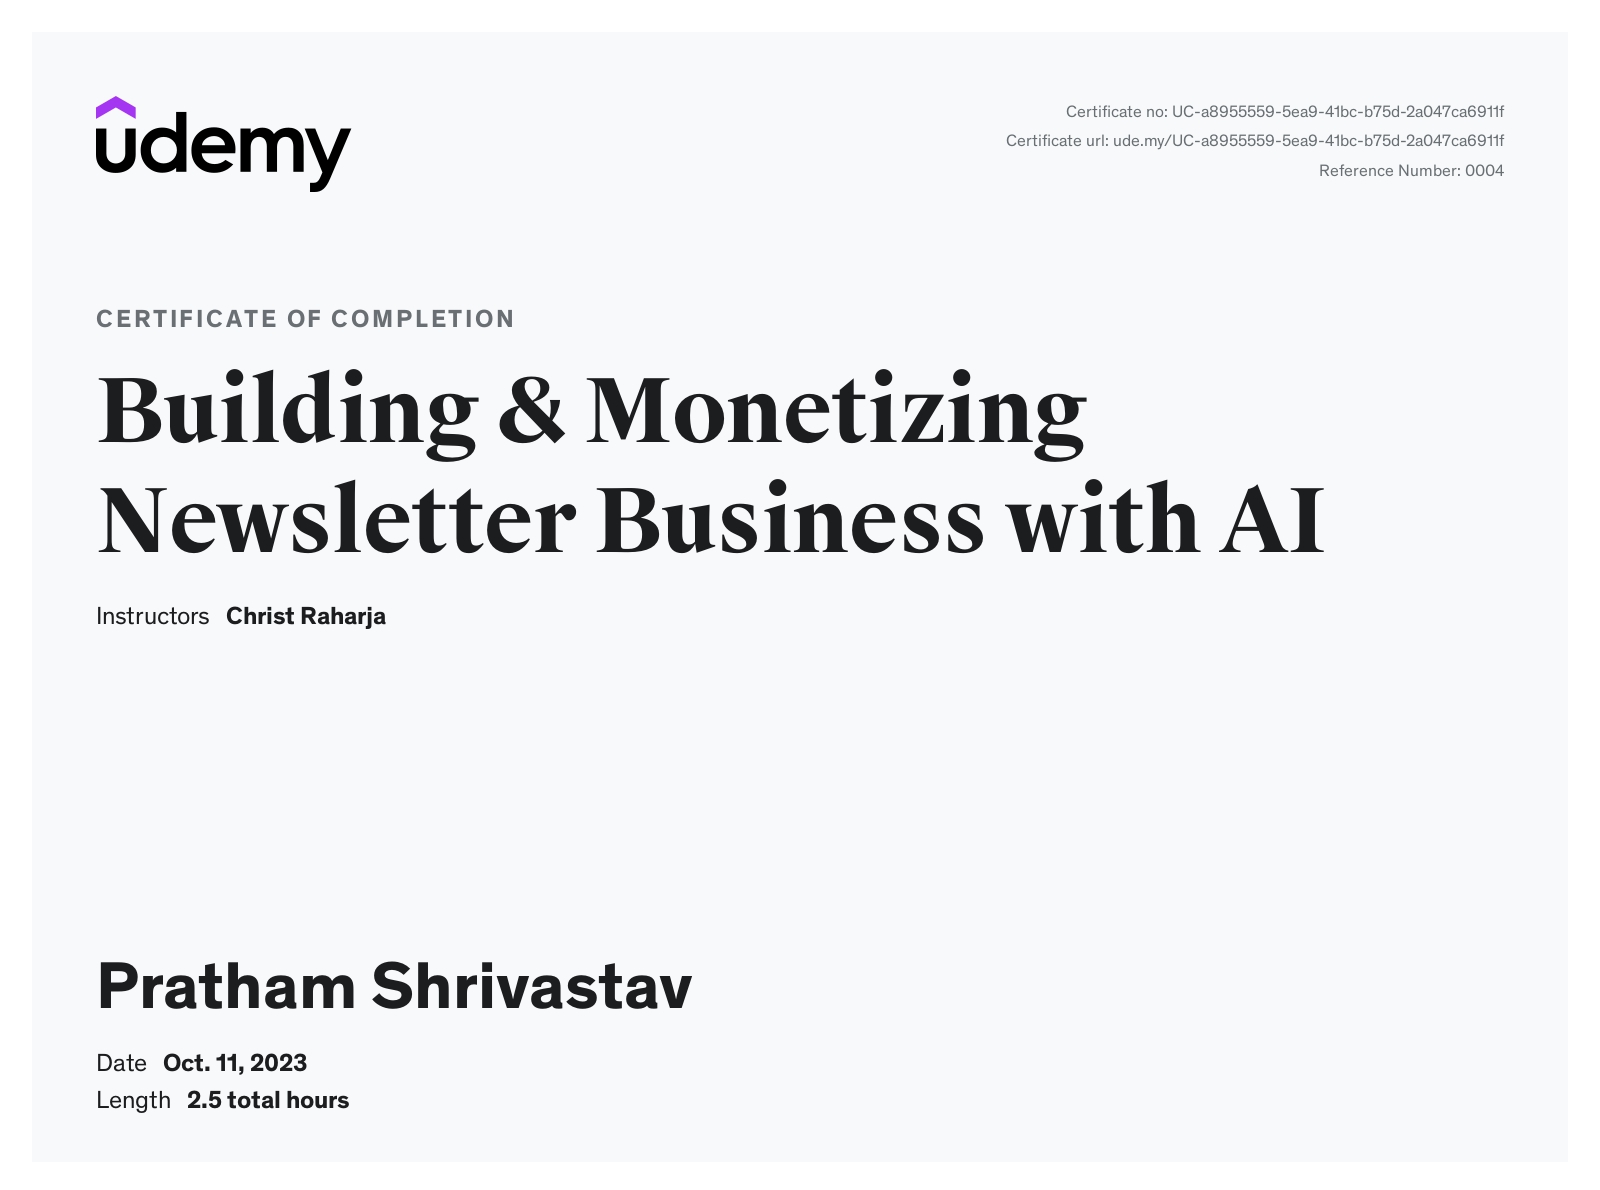 udemy
Certificate no: UC-a8955559-5ea9-41bc-b75d-2a047ca6911f
Certificate url: ude.my/UC-a8955559-5ea9-41bc-b75d-2a047ca6911f
Reference Number: 0004
CERTIFICATE OF COMPLETION
Building & Monetizing
Newsletter Business with AI
Instructors Christ Raharja
Pratham Shrivastav
Date Oct. 11, 2023
Length 2.5 total hours